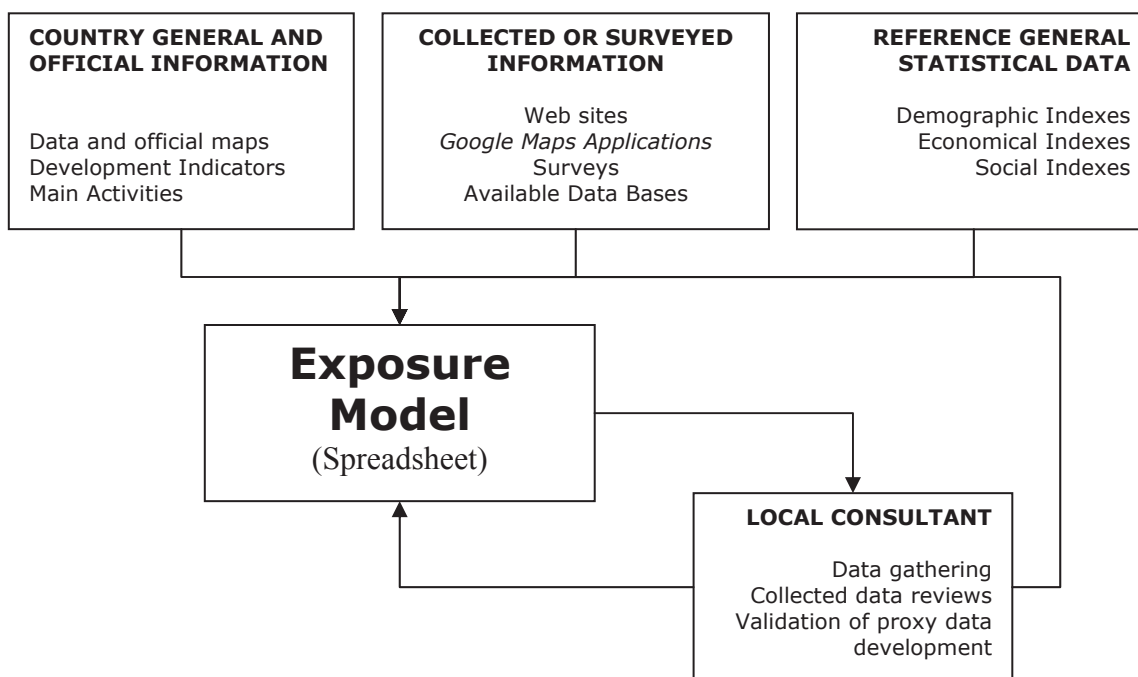 COUNTRY GENERAL AND
OFFICIAL INFORMATION
Data and official maps
Development Indicators
Main Activities
COLLECTED OR SURVEYED
INFORMATION
Web sites
Google Maps Applications
Surveys
Available Data Bases
REFERENCE GENERAL
STATISTICAL DATA
Demographic Indexes
Economical Indexes
Social Indexes
Exposure
Model
(Spreadsheet)
LOCAL CONSULTANT
Data gathering
Collected data reviews
Validation of proxy data
development